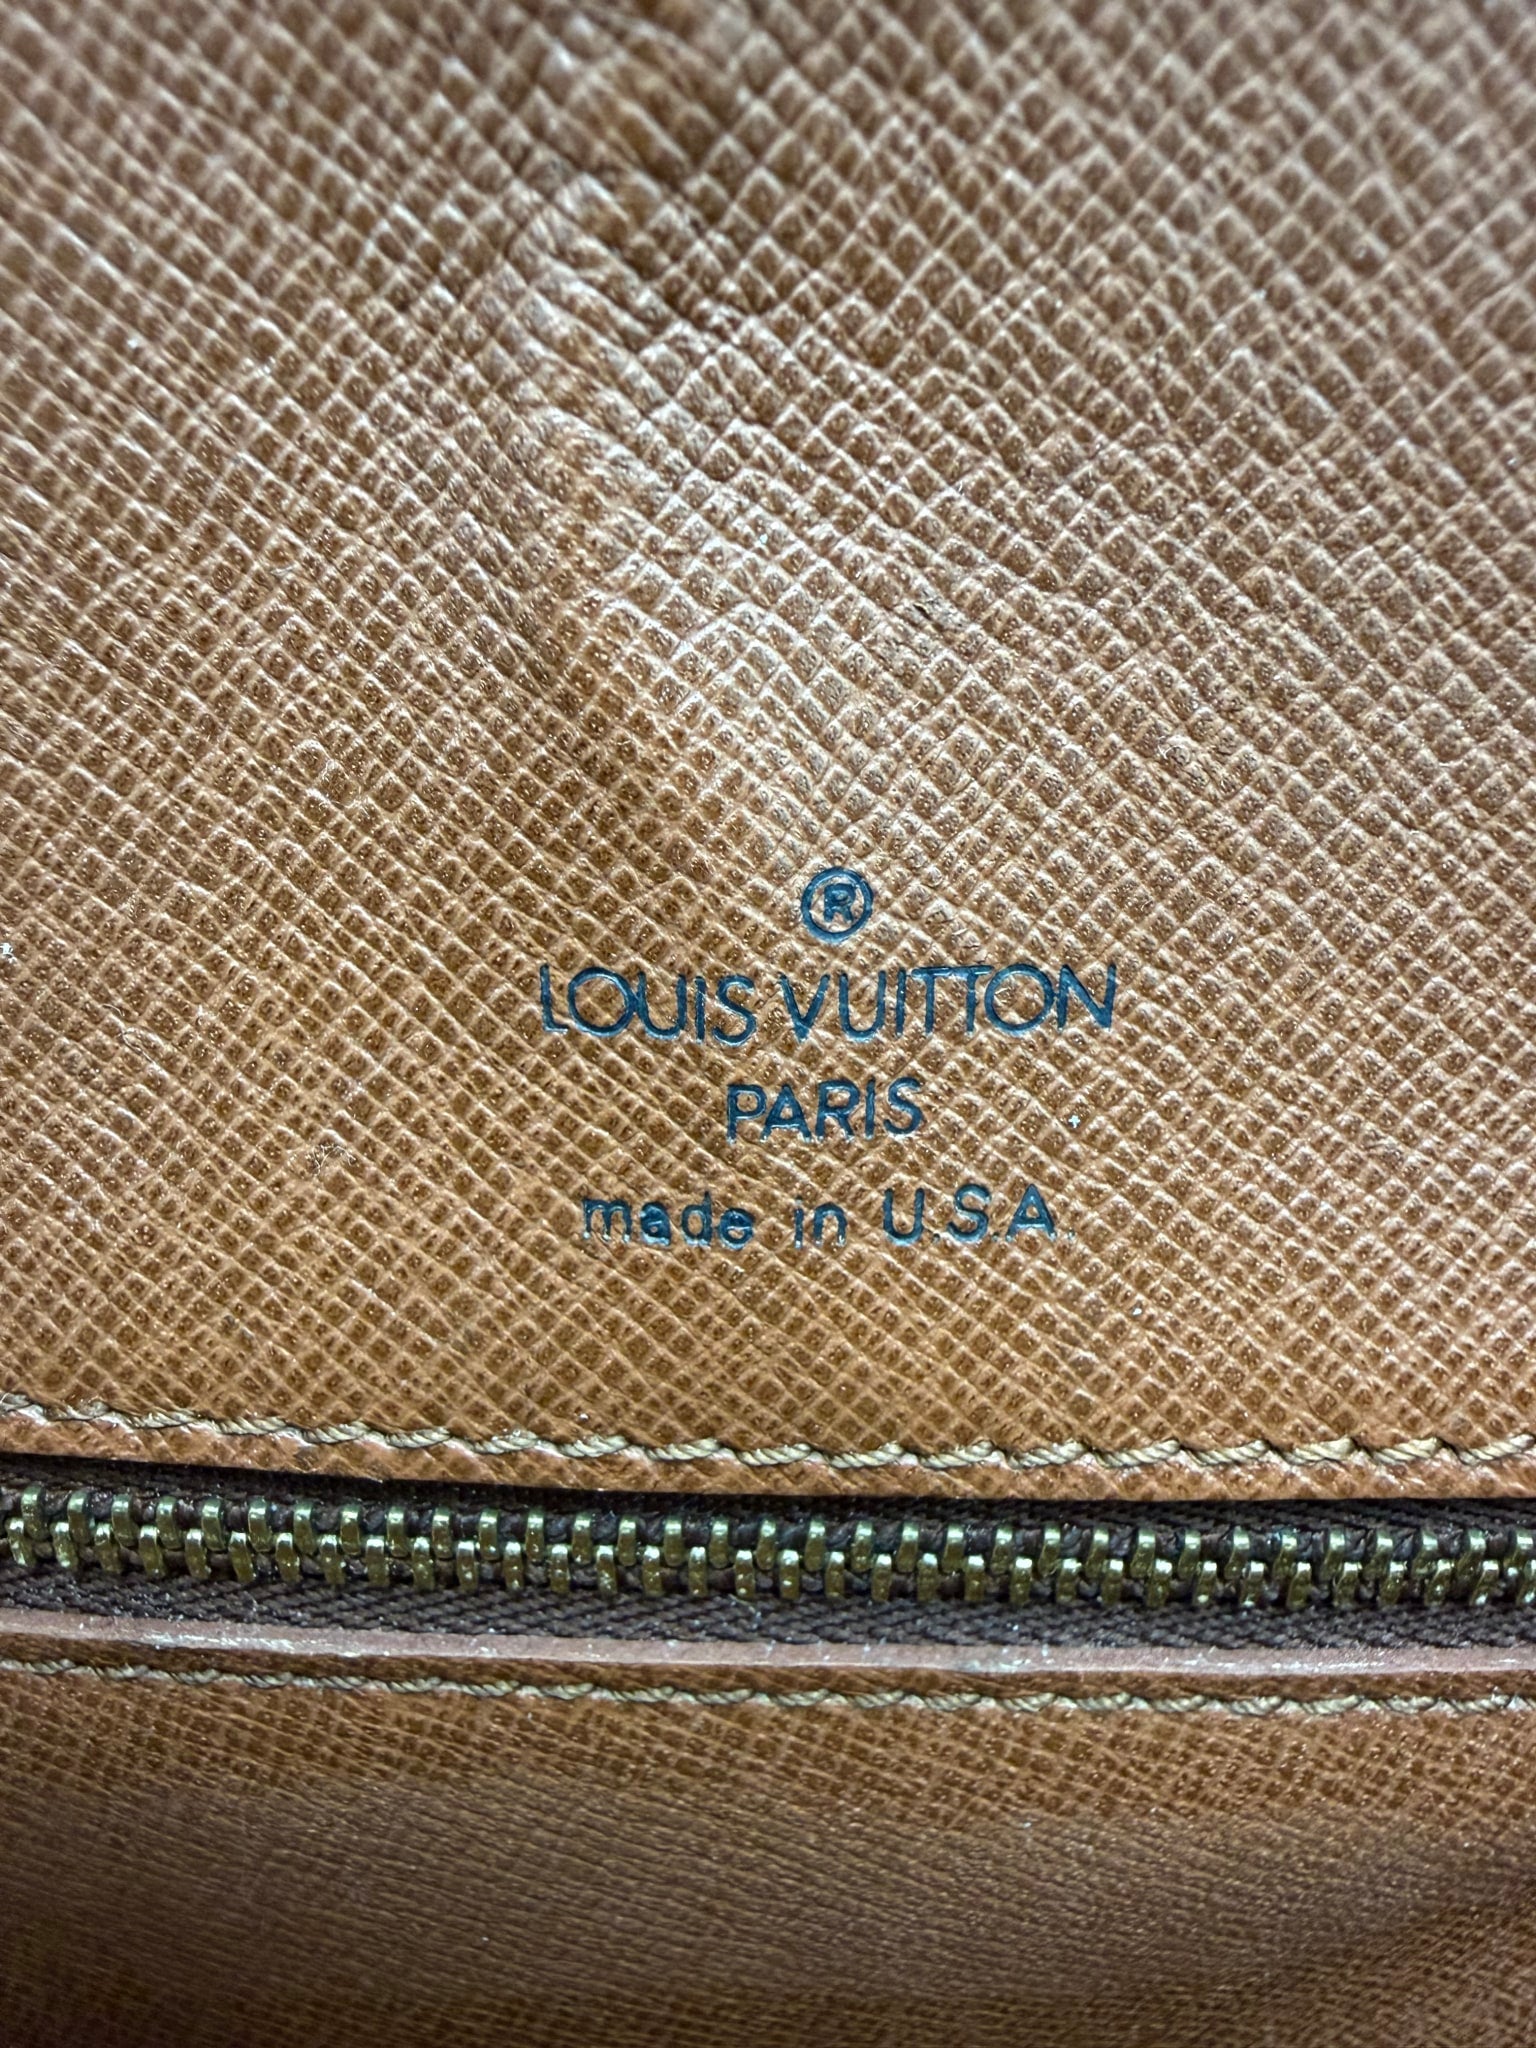 ®
LOUIS VUITTON
PARIS
made in U.S.A.